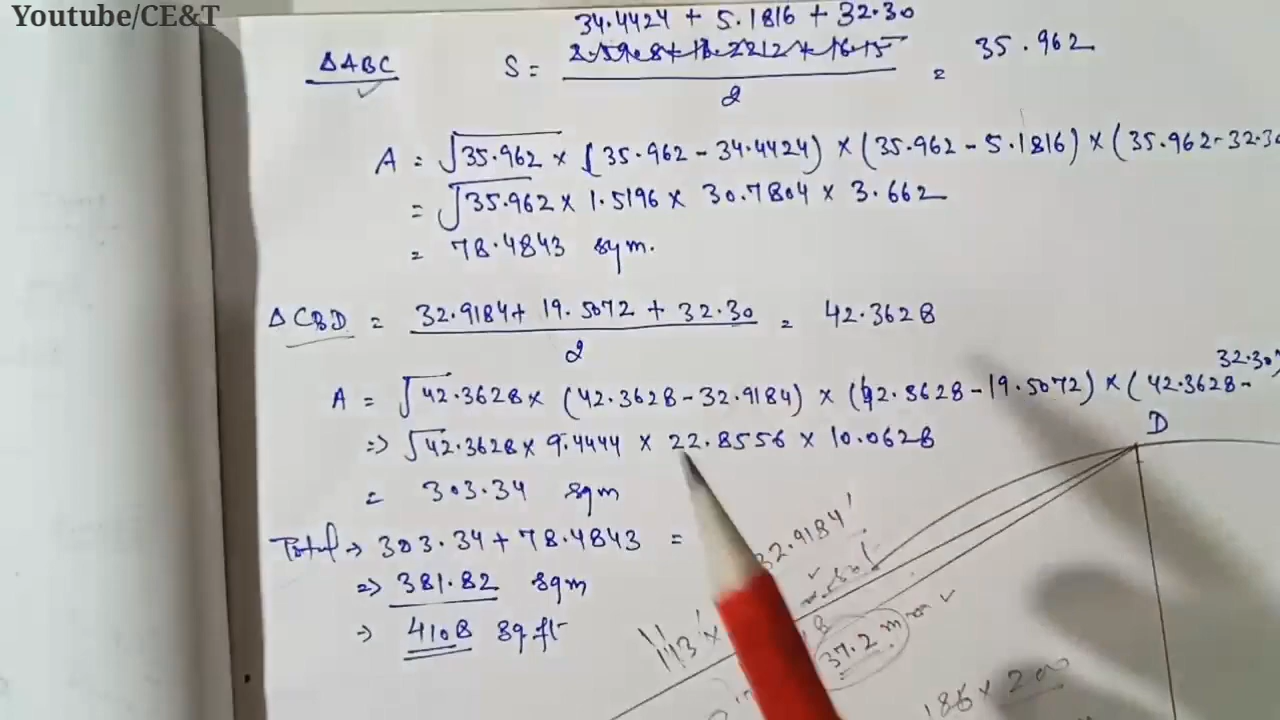 Youtube/CE&T
34.4424 + 5.1816 + 32.30
ΔABC S = ――― = 35.962
2
A = √35.962 × (35.962 - 34.4424) × (35.962 - 5.1816) × (35.962 - 32.30
= √35.962 × 1.5196 × 30.7804 × 3.662
= 78.4843 sqm.
ΔCBD = 32.9184 + 19.5072 + 32.30 = 42.3628
2
32.30)
A = √42.3628 × (42.3628 - 32.9184) × (42.3628 - 19.5072) × (42.3628 -
⇒ √42.3628 × 9.4444 × 22.8556 × 10.0628
D
= 303.34 sqm
Total → 303.34 + 78.4843 =
32.9184'
⇒ 381.82 sqm
→ 4108 sq.ft
113'
37.2 m
186 × 200